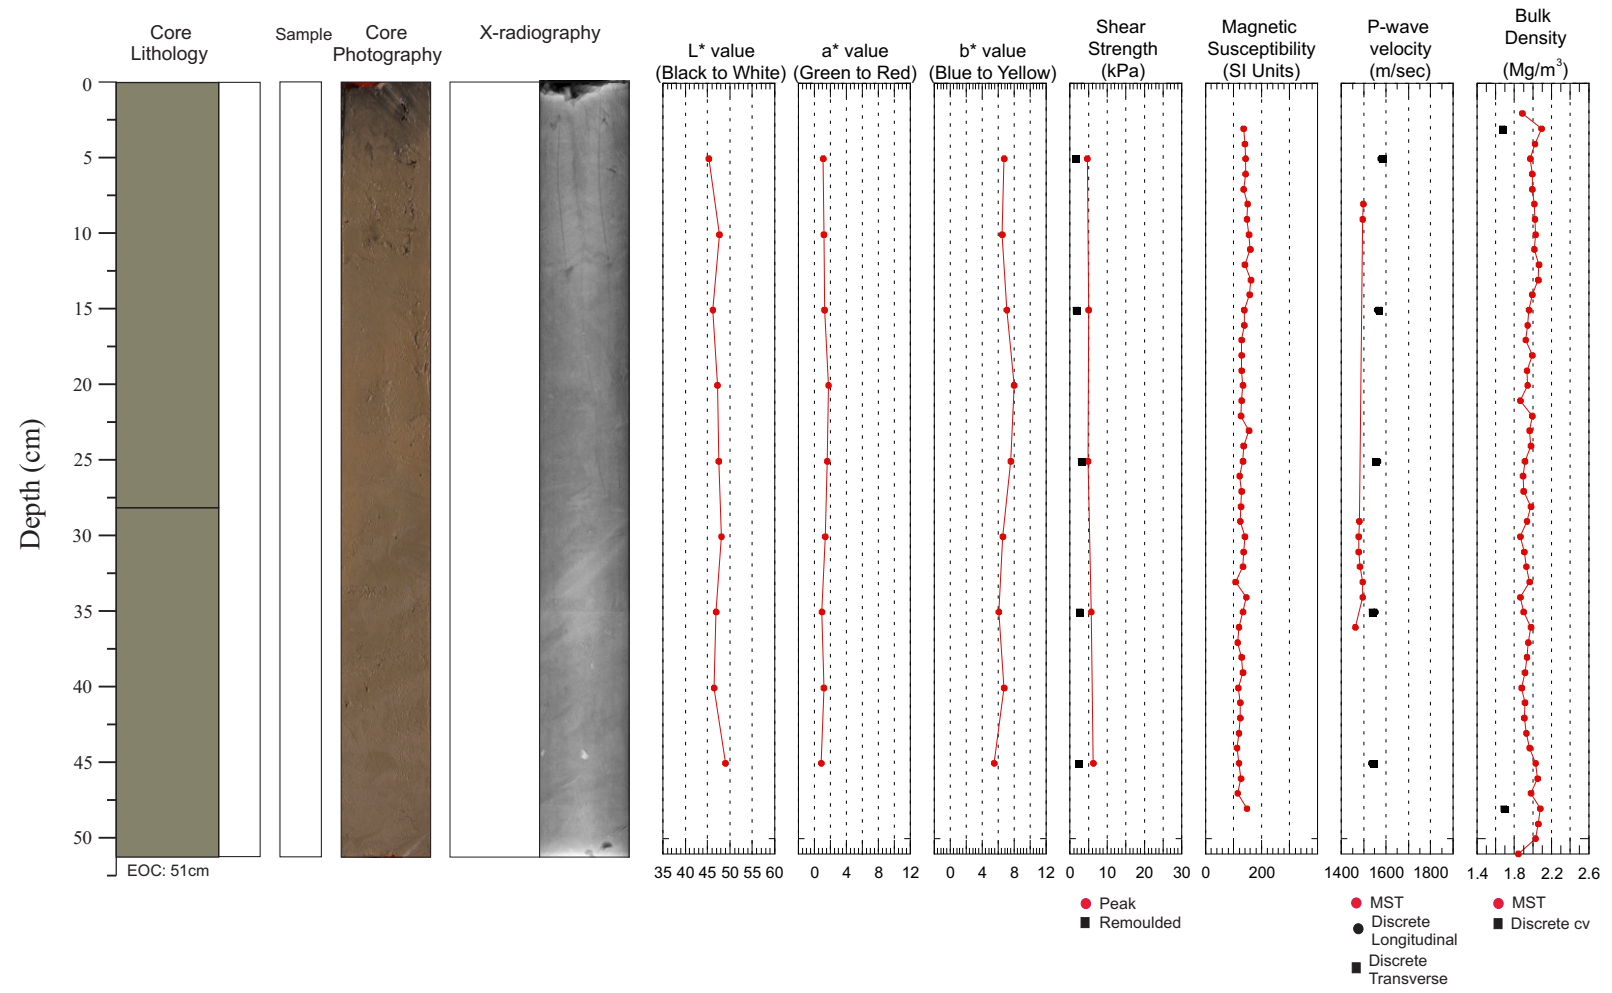 Core
Lithology
Sample
Core
Photography
X-radiography
L* value
(Black to White)
a* value
(Green to Red)
b* value
(Blue to Yellow)
Shear
Strength
(kPa)
Magnetic
Susceptibility
(SI Units)
P-wave
velocity
(m/sec)
Bulk
Density
(Mg/m³)
Depth (cm)
0
5
10
15
20
25
30
35
40
45
50
EOC: 51cm
35 40 45 50 55 60
0 4 8 12
0 4 8 12
0 10 20 30
0 200
1400 1600 1800
1.4 1.8 2.2 2.6
Peak
Remoulded
MST
Discrete
Longitudinal
Discrete
Transverse
MST
Discrete cv